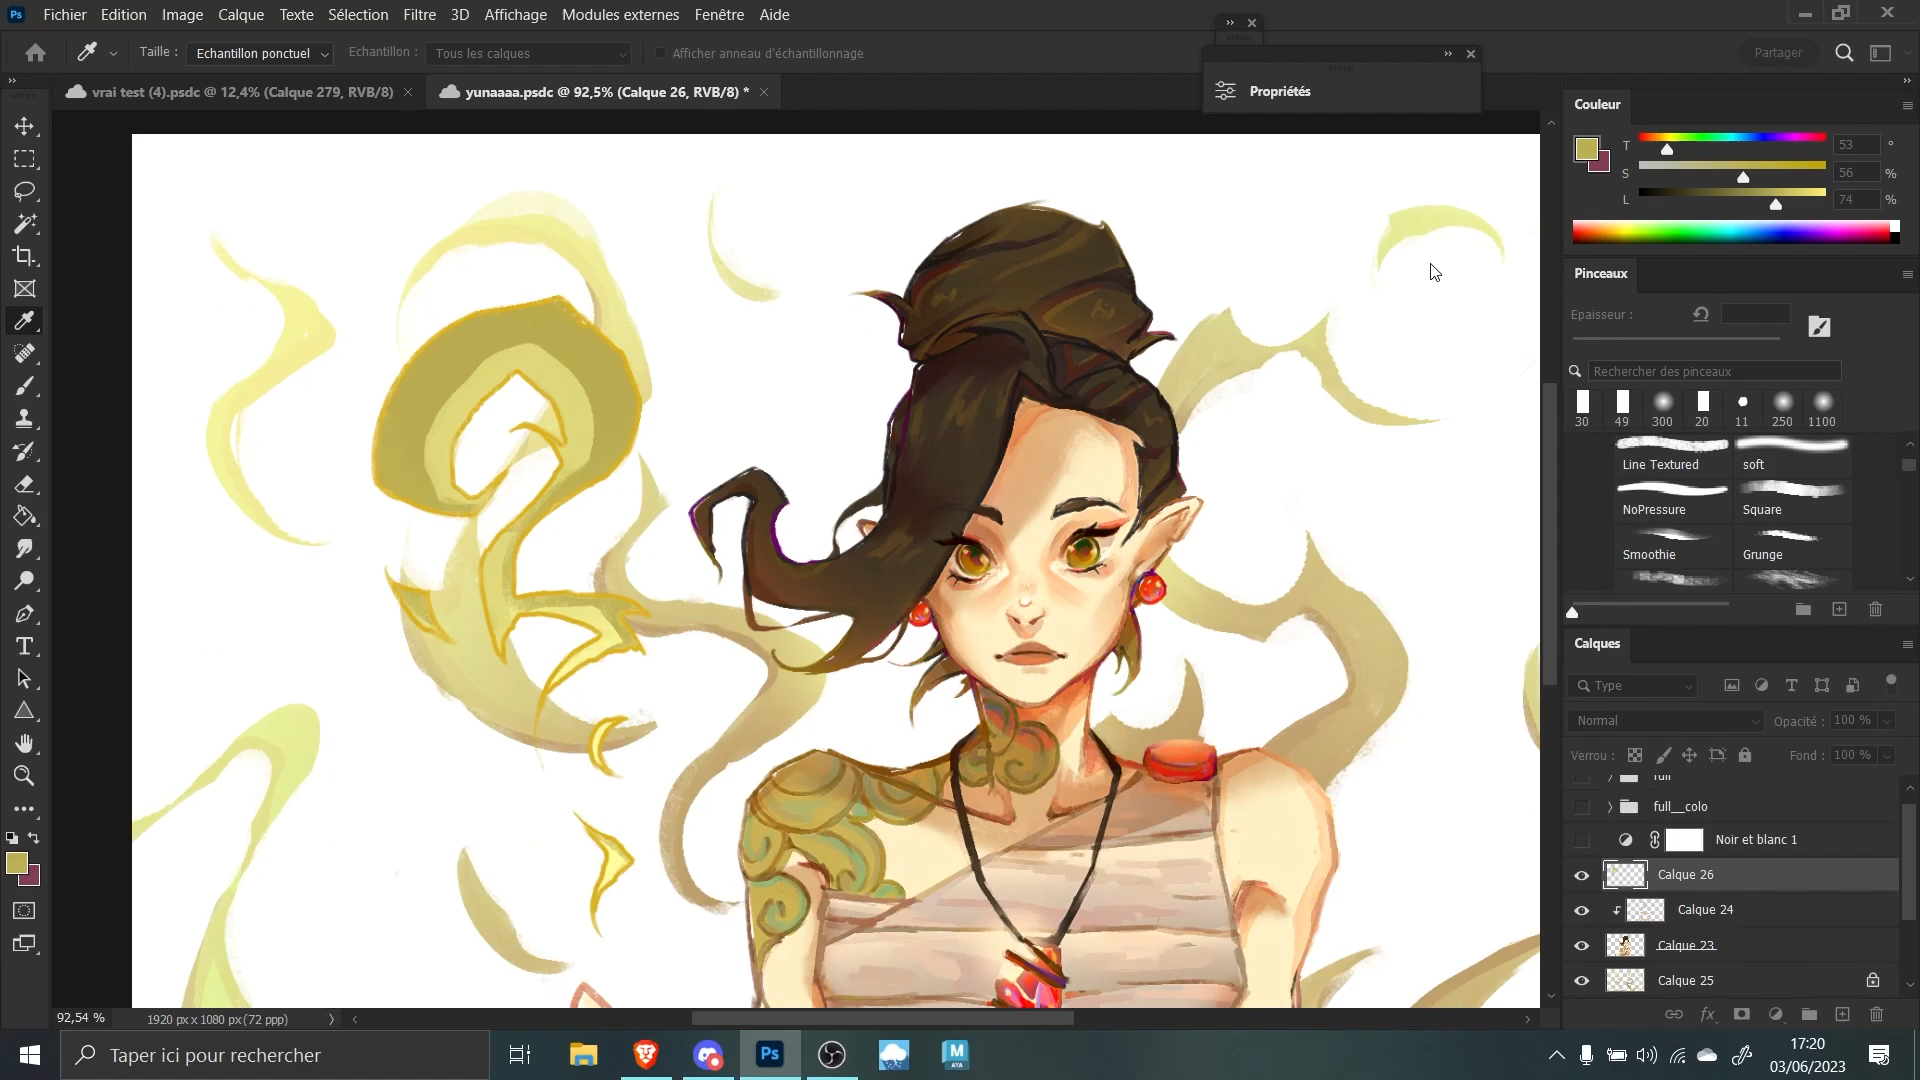 Ps Fichier Edition Image Calque Texte Sélection Filtre 3D Affichage Modules externes Fenêtre Aide
Taille : Echantillon ponctuel Echantillon : Tous les calques Afficher anneau d'échantillonnage Partager
vrai test (4).psdc @ 12,4% (Calque 279, RVB/8) yunaaaa.psdc @ 92,5% (Calque 26, RVB/8) *
Propriétés
Couleur
T 53 °
S 56 %
L 74 %
Pinceaux
Epaisseur :
Rechercher des pinceaux
30 49 300 20 11 250 1100
Line Textured soft
NoPressure Square
Smoothie Grunge
Calques
Type
Normal Opacité : 100 %
Verrou : Fond : 100 %
full
full__colo
Noir et blanc 1
Calque 26
Calque 24
Calque 23
Calque 25
fx
92,54 % 1920 px x 1080 px (72 ppp)
Taper ici pour rechercher
Ps
M
AYA
17:20
03/06/2023